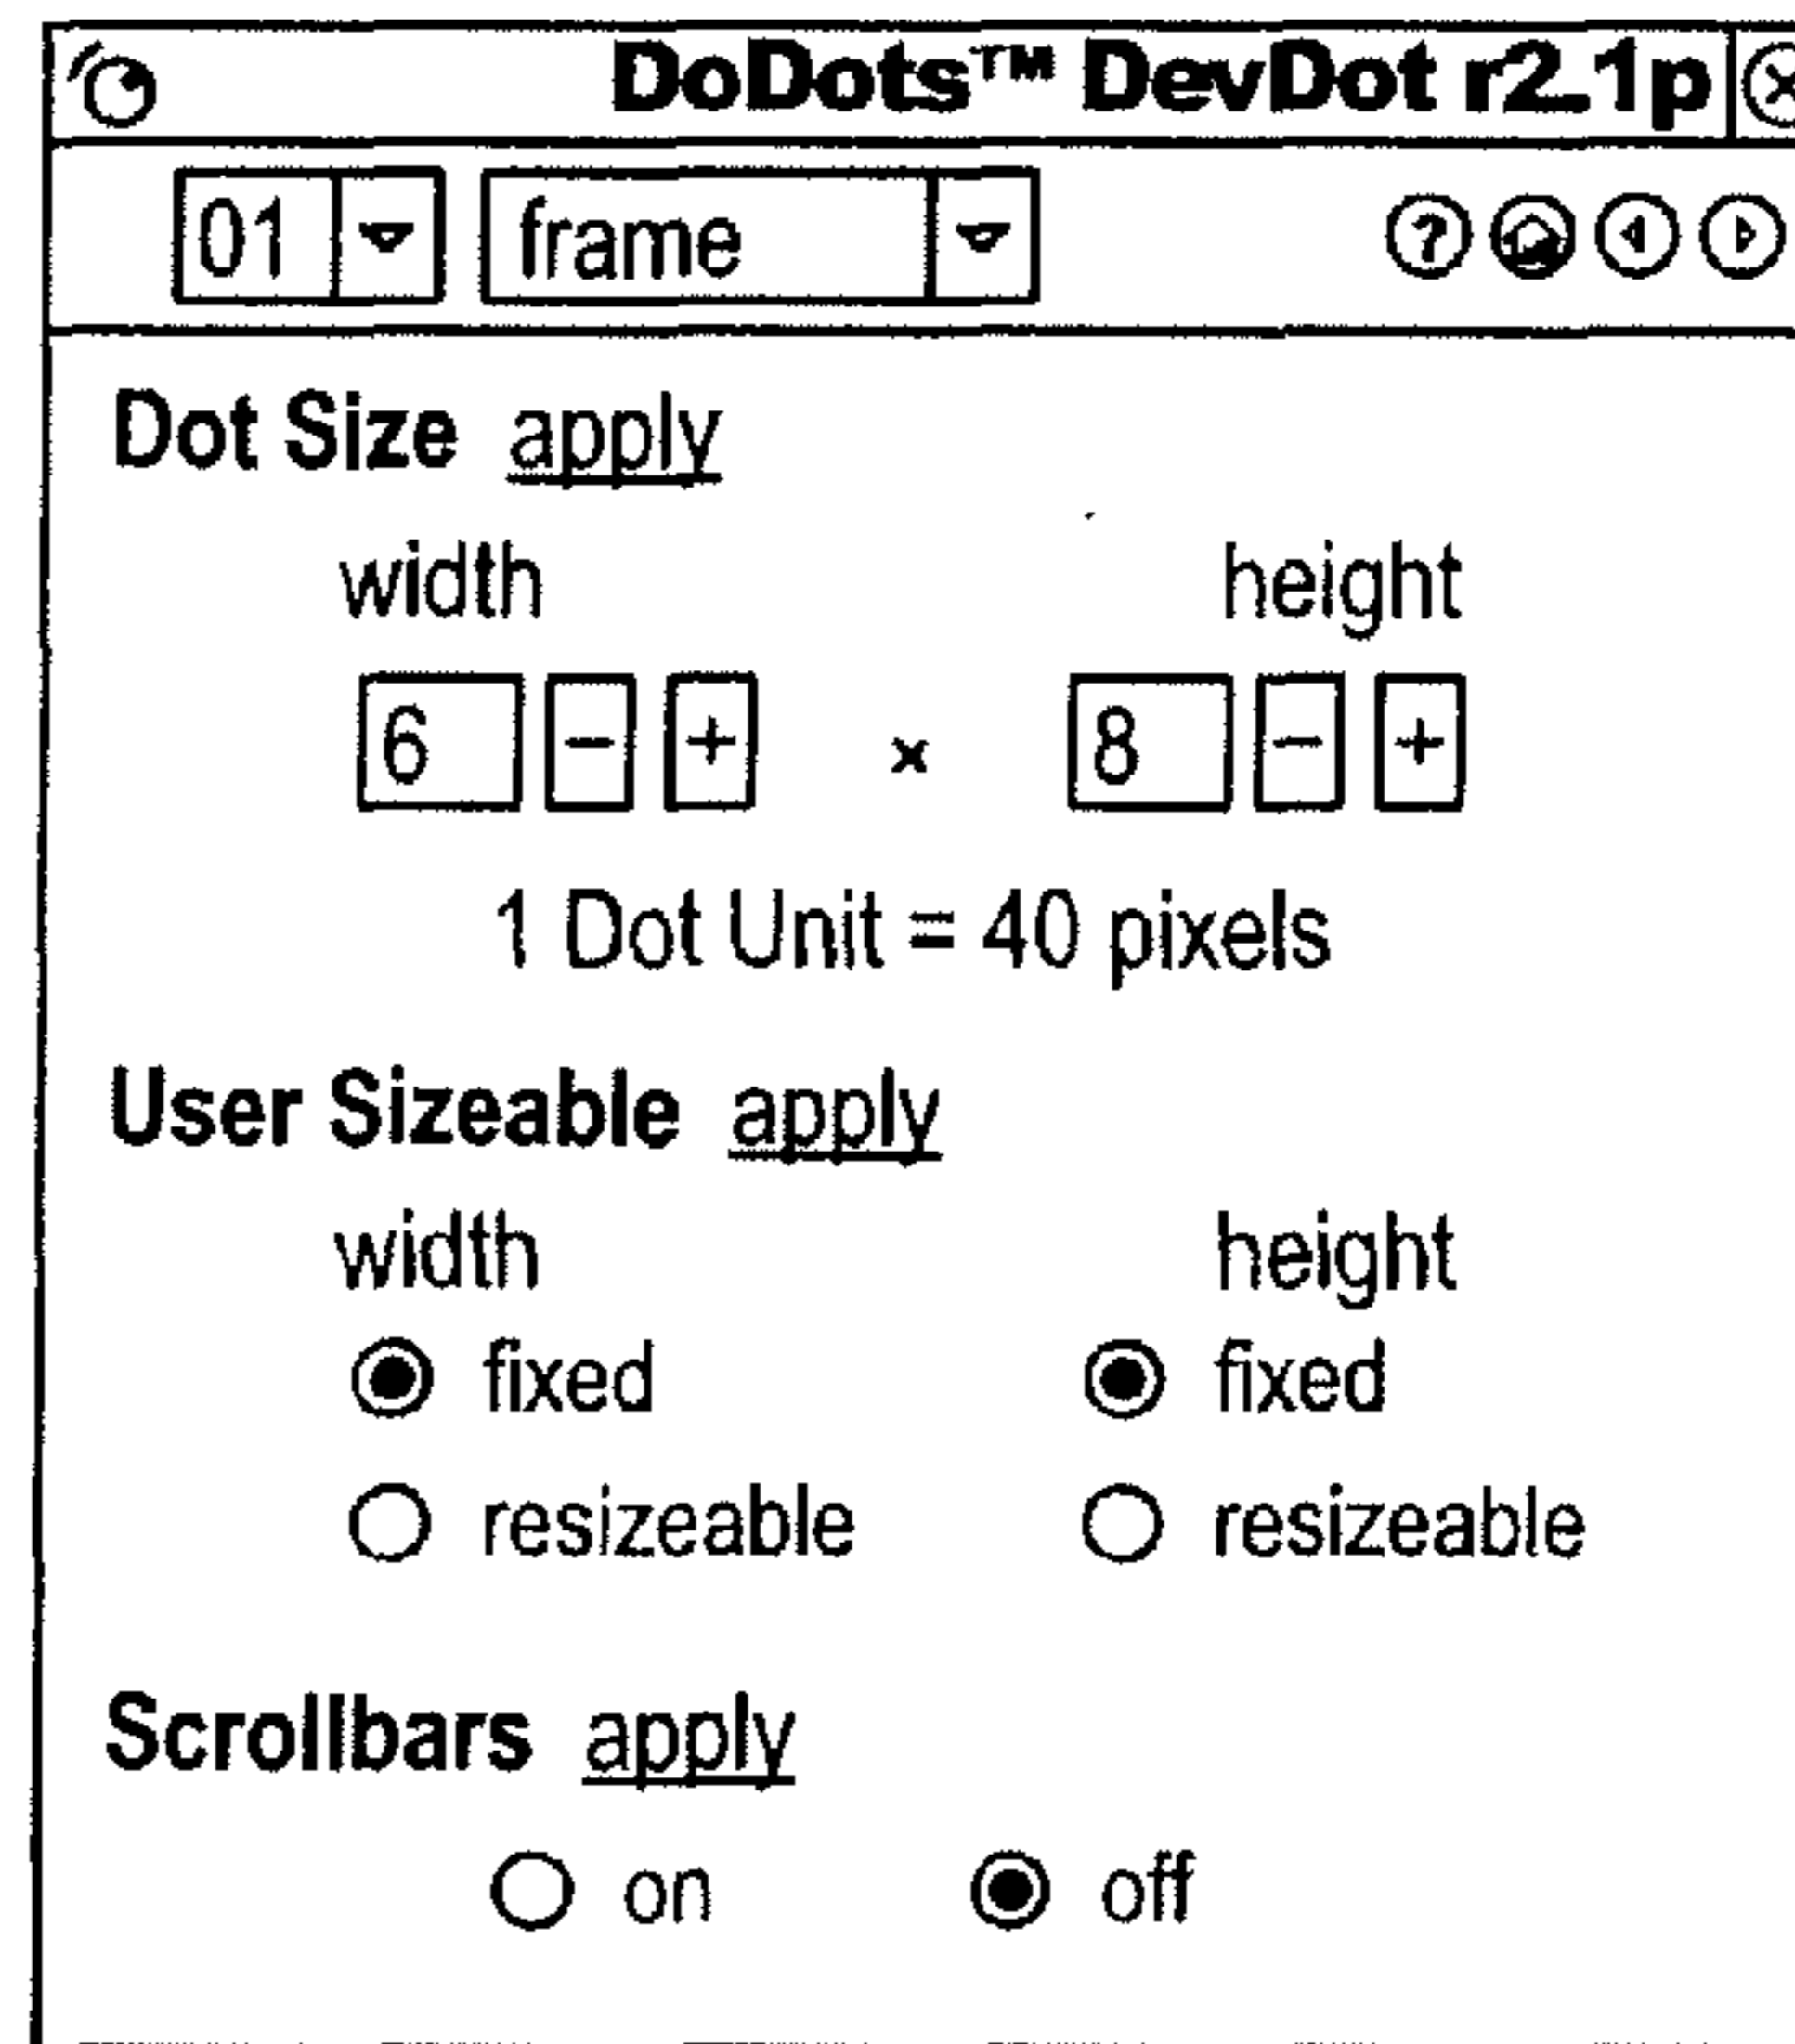 DoDots™ DevDot r2.1p
01 frame ?
Dot Size apply
width height
6 − + × 8 − +
1 Dot Unit = 40 pixels
User Sizeable apply
width height
fixed fixed
resizeable resizeable
Scrollbars apply
on off